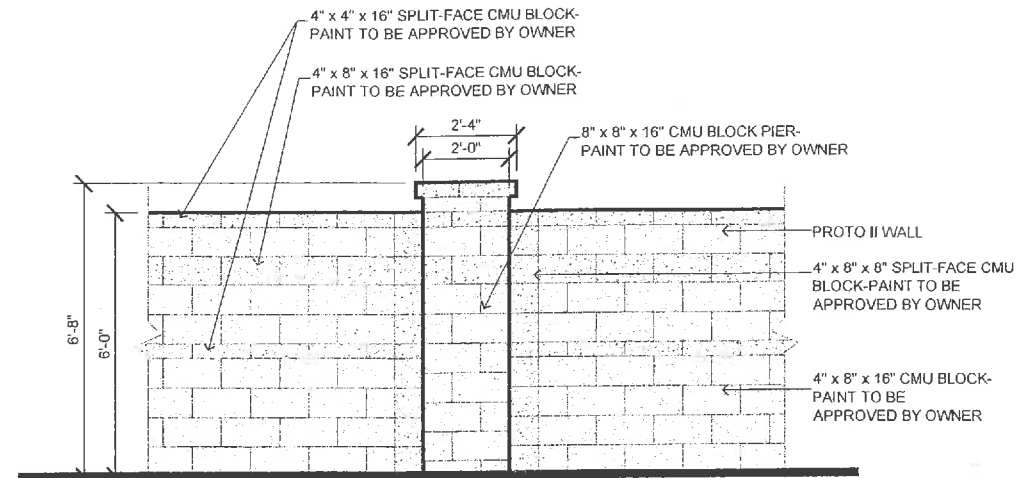 4" x 4" x 16" SPLIT-FACE CMU BLOCK-
PAINT TO BE APPROVED BY OWNER
4" x 8" x 16" SPLIT-FACE CMU BLOCK-
PAINT TO BE APPROVED BY OWNER
2'-4"
2'-0"
8" x 8" x 16" CMU BLOCK PIER-
PAINT TO BE APPROVED BY OWNER
6'-8"
6'-0"
PROTO II WALL
4" x 8" x 8" SPLIT-FACE CMU
BLOCK-PAINT TO BE
APPROVED BY OWNER
4" x 8" x 16" CMU BLOCK-
PAINT TO BE
APPROVED BY OWNER